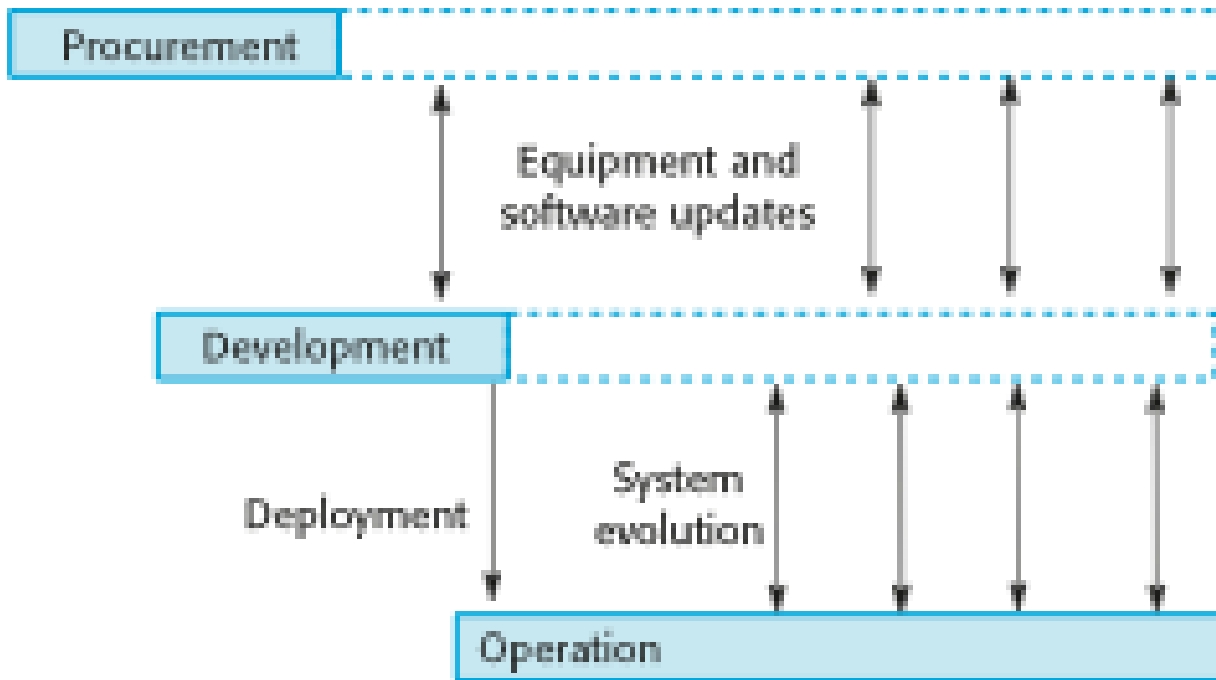 Procurement
Equipment and
software updates
Development
Deployment
System
evolution
Operation